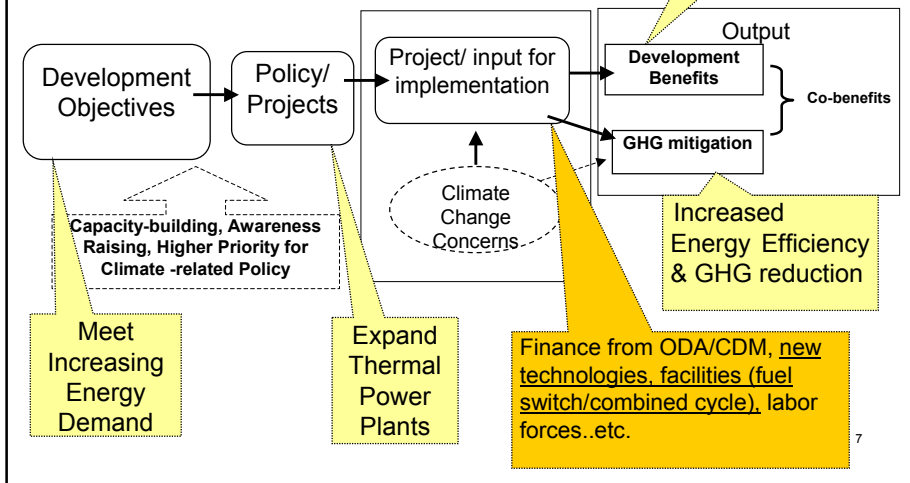 Output
Development
Objectives
Policy/
Projects
Project/ input for
implementation
Development
Benefits
Co-benefits
GHG mitigation
Climate
Change
Concerns
Capacity-building, Awareness
Raising, Higher Priority for
Climate -related Policy
Increased
Energy Efficiency
& GHG reduction
Meet
Increasing
Energy
Demand
Expand
Thermal
Power
Plants
Finance from ODA/CDM, new
technologies, facilities (fuel
switch/combined cycle), labor
forces..etc.
7